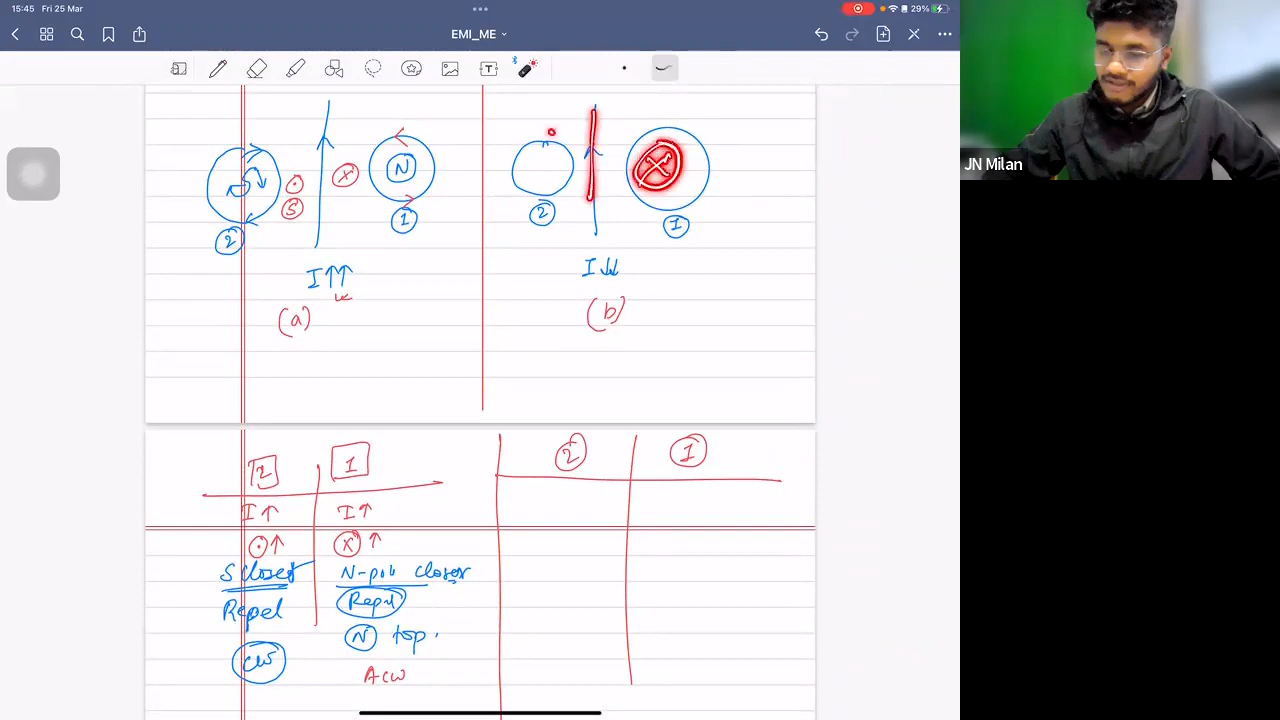 15:45 Fri 25 Mar
29%
EMI_ME
JN Milan
N
X
S
2
1
I↑↑
(a)
X
2
1
I↓↓
(b)
2 1
I↑ I↑
⊙↑ ⊗↑
S closer N-pole closer
Repel Repel
CW N top.
ACW
2 1